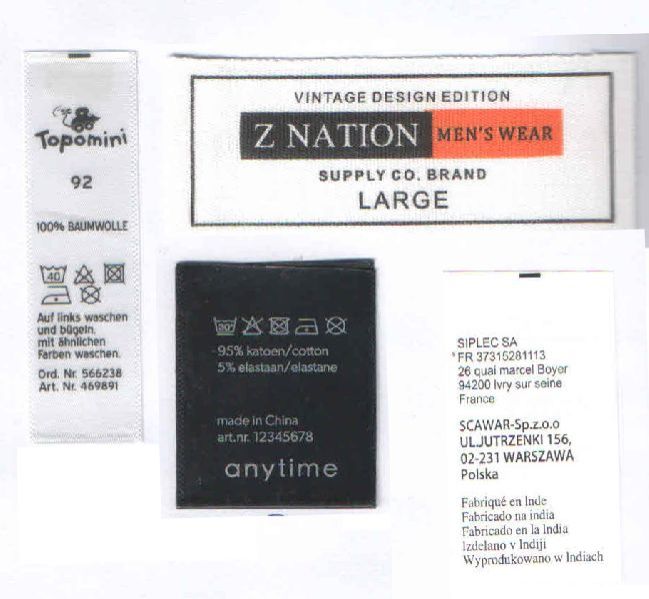 Topomini
92
100% BAUMWOLLE
40
Auf links waschen
und bügeln,
mit ähnlichen
Farben waschen.
Ord. Nr. 566238
Art. Nr. 469891
VINTAGE DESIGN EDITION
Z NATION MEN'S WEAR
SUPPLY CO. BRAND
LARGE
30°
95% katoen/cotton
5% elastaan/elastane
made in China
art.nr. 12345678
anytime
SIPLEC SA
FR 37315281113
26 quai marcel Boyer
94200 Ivry sur seine
France
SCAWAR-Sp.z.o.o
UL.JUTRZENKI 156,
02-231 WARSZAWA
Polska
Fabriqué en Inde
Fabricado na india
Fabricado en la India
Izdelano v Indiji
Wyprodukowano w Indiach